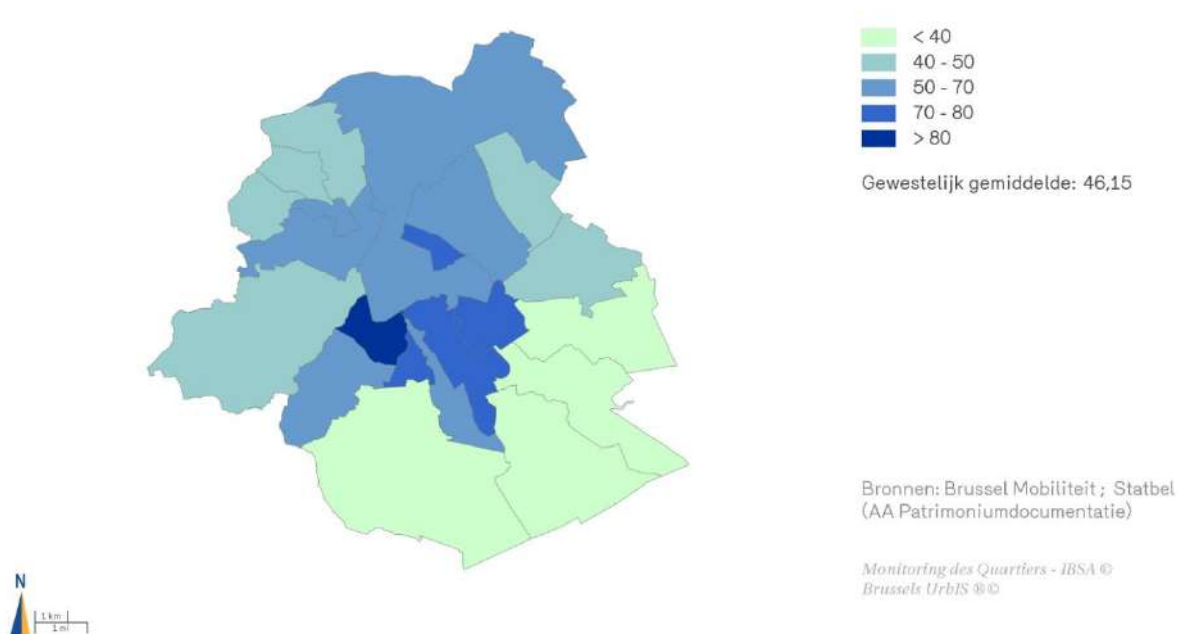 < 40
40 - 50
50 - 70
70 - 80
> 80
Gewestelijk gemiddelde: 46,15
Bronnen: Brussel Mobiliteit ; Statbel
(AA Patrimoniumdocumentatie)
Monitoring des Quartiers - IBSA ©
Brussels UrbIS ®©
N
1 km
1 mi